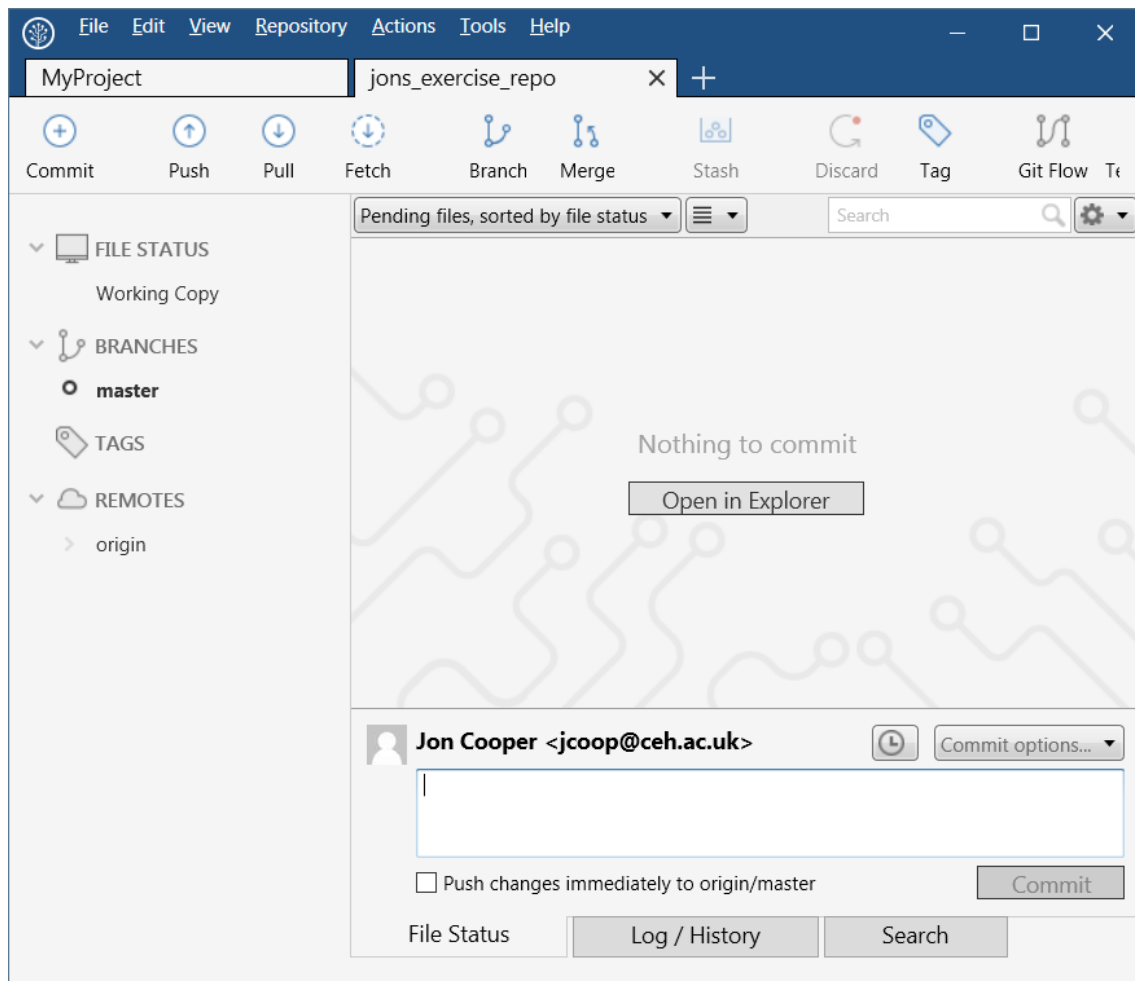 File Edit View Repository Actions Tools Help
MyProject jons_exercise_repo
Commit Push Pull Fetch Branch Merge Stash Discard Tag Git Flow Te
Pending files, sorted by file status Search
FILE STATUS
Working Copy
BRANCHES
master
TAGS
REMOTES
origin
Nothing to commit
Open in Explorer
Jon Cooper <jcoop@ceh.ac.uk> Commit options...
Push changes immediately to origin/master Commit
File Status Log / History Search